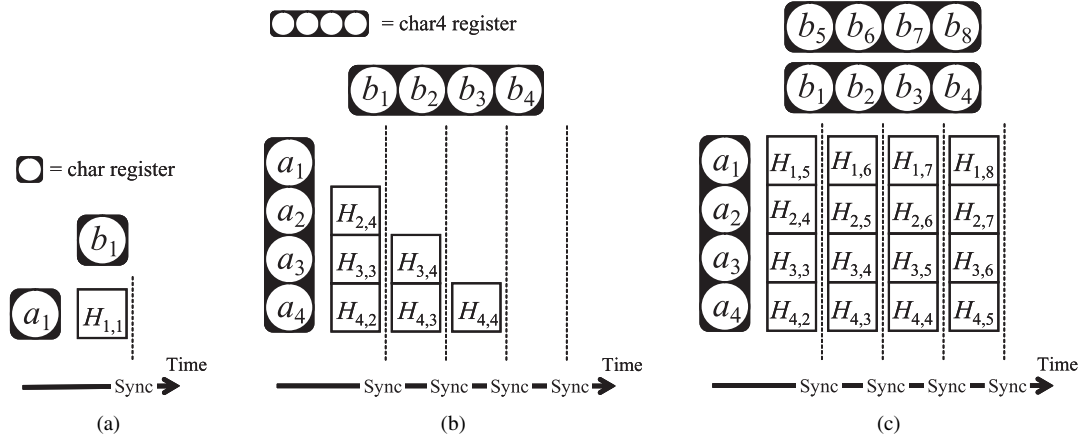 = char register
b1
a1
H1,1
Time
Sync
(a)
= char4 register
b1 b2 b3 b4
a1
a2 H2,4
a3 H3,3 H3,4
a4 H4,2 H4,3 H4,4
Time
Sync Sync Sync Sync
(b)
b5 b6 b7 b8
b1 b2 b3 b4
a1 H1,5 H1,6 H1,7 H1,8
a2 H2,4 H2,5 H2,6 H2,7
a3 H3,3 H3,4 H3,5 H3,6
a4 H4,2 H4,3 H4,4 H4,5
Time
Sync Sync Sync Sync
(c)